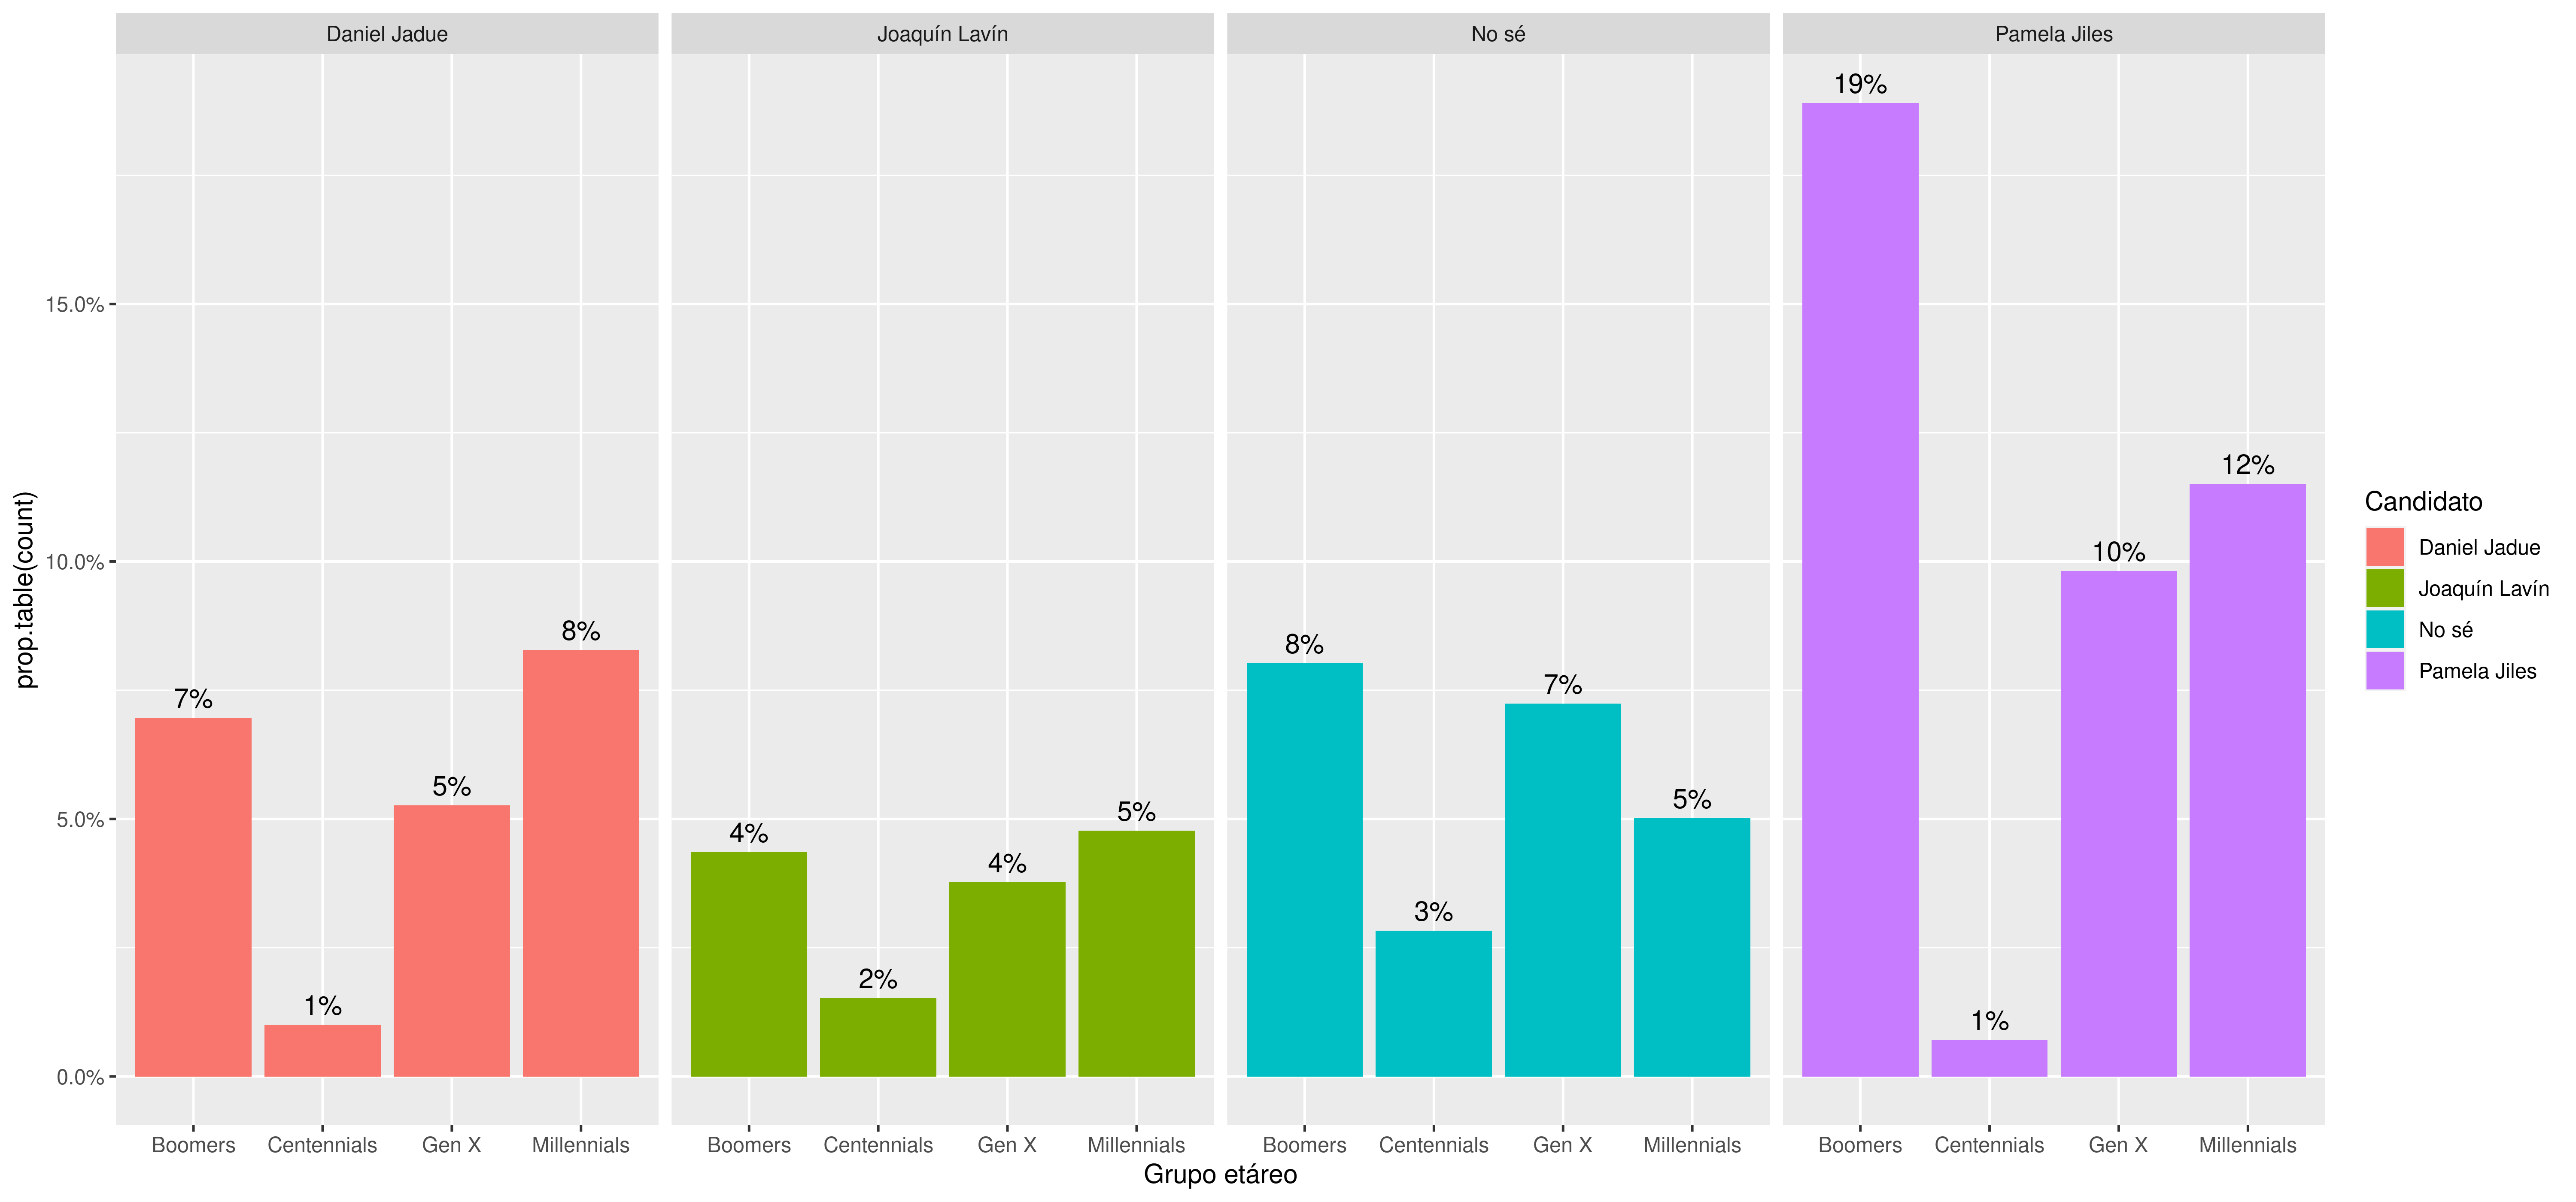 Daniel Jadue
Joaquín Lavín
No sé
Pamela Jiles
prop.table(count)
15.0%
10.0%
5.0%
0.0%
7%
1%
5%
8%
4%
2%
4%
5%
8%
3%
7%
5%
19%
1%
10%
12%
Boomers Centennials Gen X Millennials
Boomers Centennials Gen X Millennials
Boomers Centennials Gen X Millennials
Boomers Centennials Gen X Millennials
Grupo etáreo
Candidato
Daniel Jadue
Joaquín Lavín
No sé
Pamela Jiles